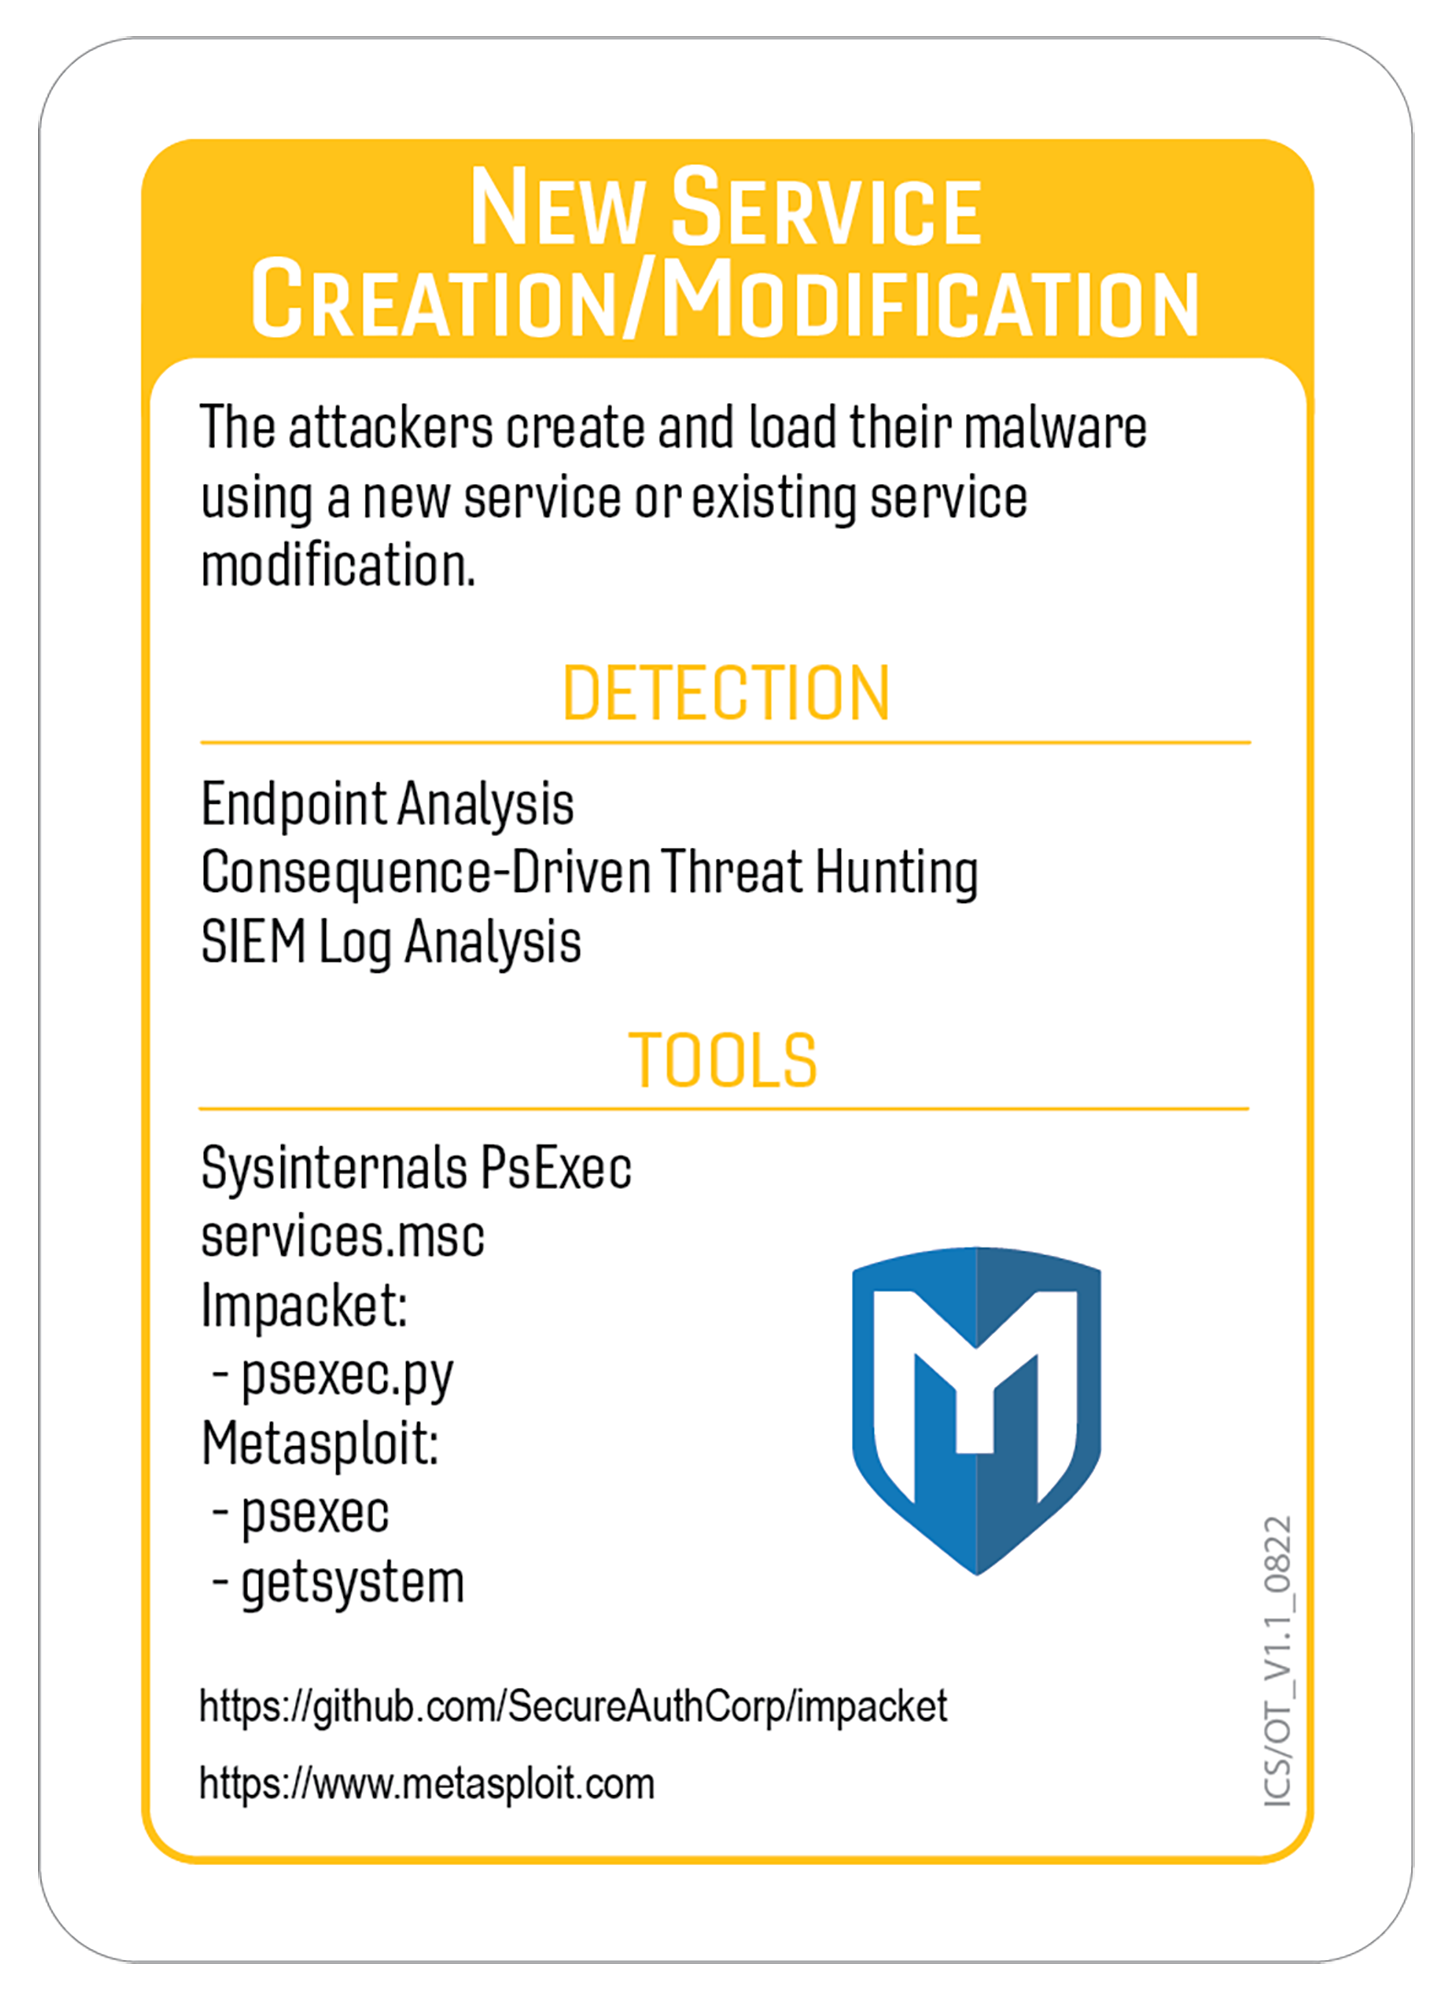 New Service
Creation/Modification
The attackers create and load their malware
using a new service or existing service
modification.
DETECTION
Endpoint Analysis
Consequence-Driven Threat Hunting
SIEM Log Analysis
TOOLS
Sysinternals PsExec
services.msc
Impacket:
- psexec.py
Metasploit:
- psexec
- getsystem
M
https://github.com/SecureAuthCorp/impacket
https://www.metasploit.com
ICS/OT_V1.1_0822